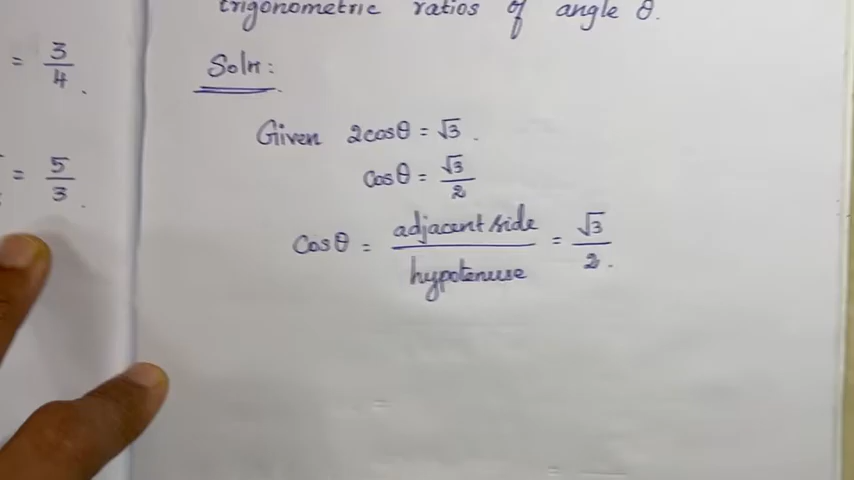 = 3/4 .
= 5/3 .
trigonometric ratios of angle θ.
Soln:
Given 2cosθ = √3 .
cosθ = √3/2
cosθ = adjacent side/hypotenuse = √3/2 .